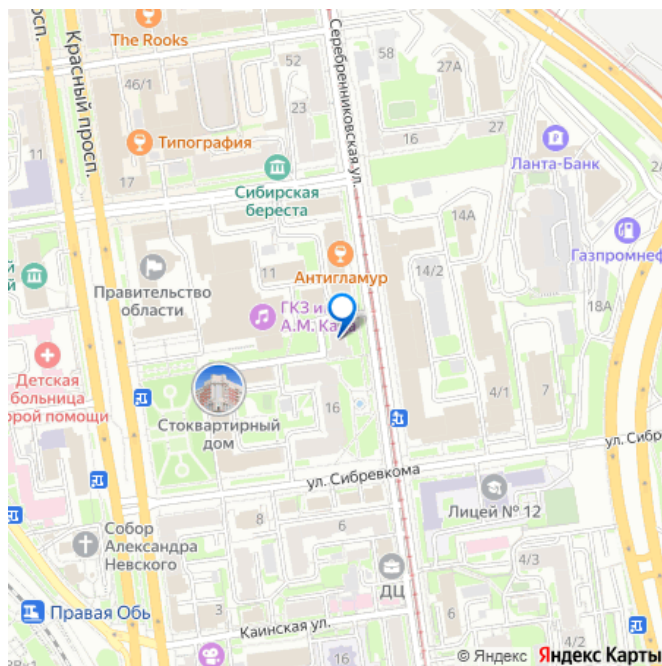 просп.
The Rooks
Красный просп.
46/1
52
23
Серебренниковская ул.
58
27А
16
27
Типография
11
17
Сибирская
береста
Ланта-Банк
14А
Газпромнеф
Антигламур
14/2
11
Правительство
области
ГКЗ и
А.М. Ка
18А
Детская
больница
орой помощи
Стоквартирный
дом
16
4/1
7
ул. Сибревкома
ул. Сибр
Лицей № 12
8
6
Собор
Александра
Невского
4/3
ДЦ
Правая Обь
3
Каинская ул.
6
16
4/2
© Яндекс Яндекс Карты